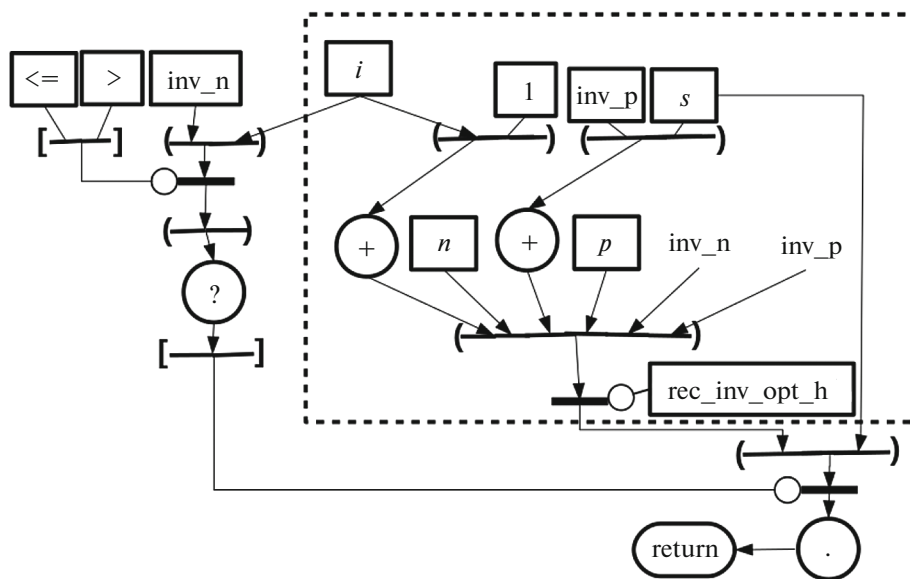 <= > inv_n i 1 inv_p s
[ ] ( ) ( ) ( )
( )
+ n + p inv_n inv_p
?
( )
[ ]
rec_inv_opt_h
( )
return .